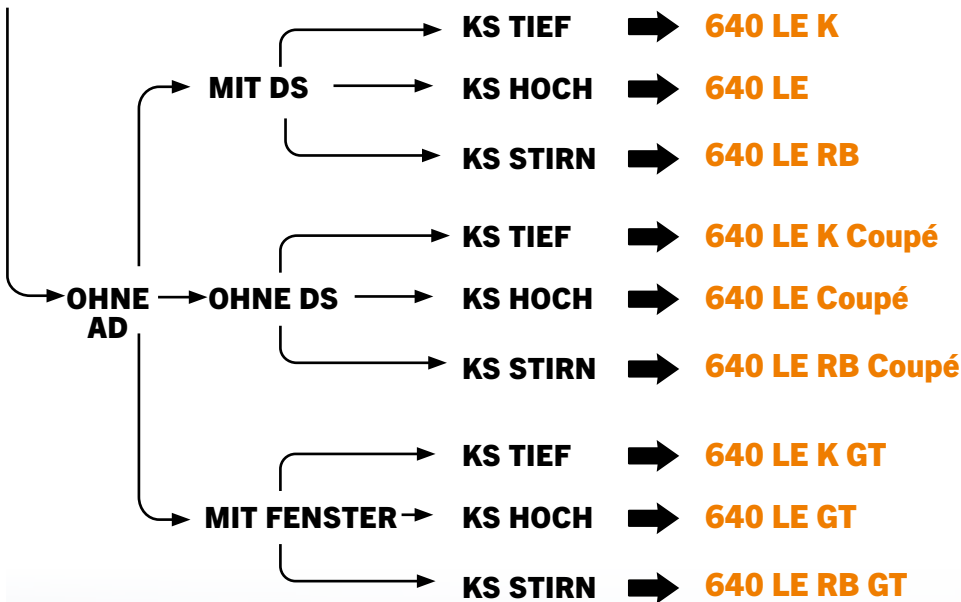 KS TIEF 640 LE K
MIT DS KS HOCH 640 LE
KS STIRN 640 LE RB
KS TIEF 640 LE K Coupé
OHNE AD OHNE DS KS HOCH 640 LE Coupé
KS STIRN 640 LE RB Coupé
KS TIEF 640 LE K GT
MIT FENSTER KS HOCH 640 LE GT
KS STIRN 640 LE RB GT